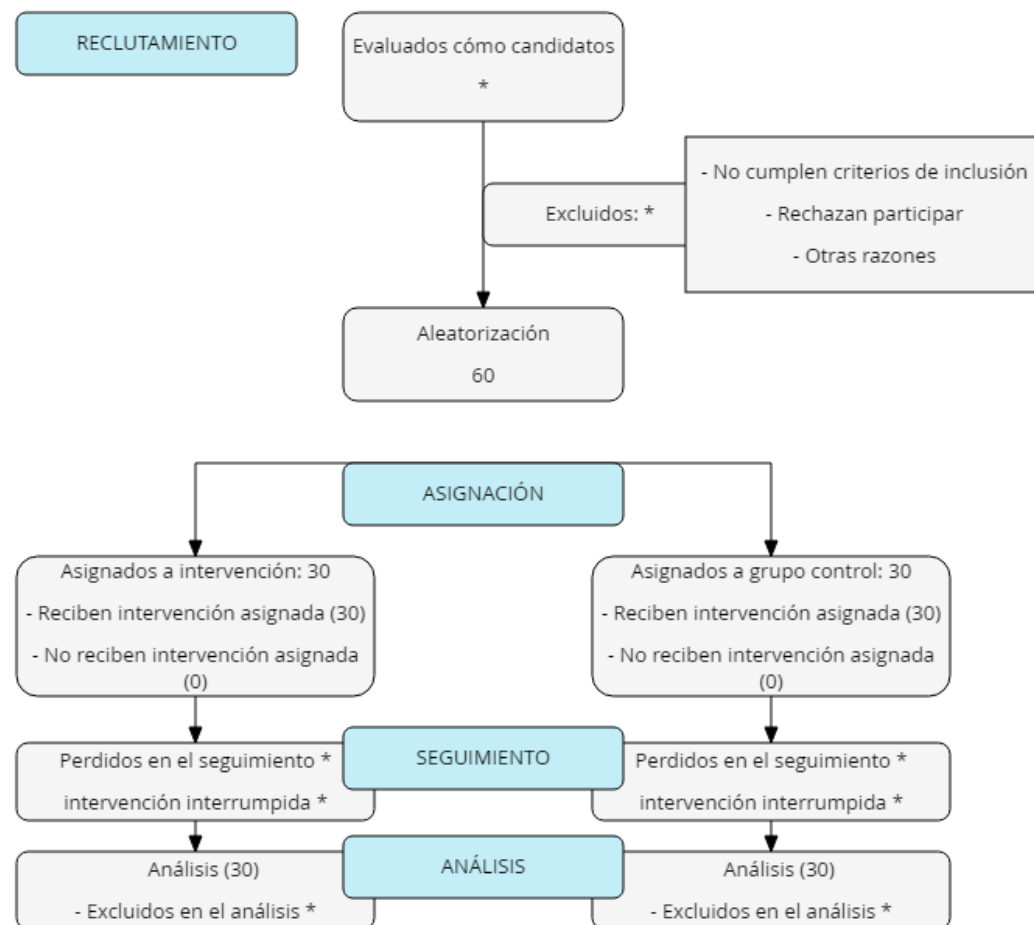 RECLUTAMIENTO
Evaluados cómo candidatos
*
- No cumplen criterios de inclusión
- Rechazan participar
- Otras razones
Excluidos: *
Aleatorización
60
ASIGNACIÓN
Asignados a intervención: 30
- Reciben intervención asignada (30)
- No reciben intervención asignada
(0)
Asignados a grupo control: 30
- Reciben intervención asignada (30)
- No reciben intervención asignada
(0)
SEGUIMIENTO
Perdidos en el seguimiento *
intervención interrumpida *
Perdidos en el seguimiento *
intervención interrumpida *
ANÁLISIS
Análisis (30)
- Excluidos en el análisis *
Análisis (30)
- Excluidos en el análisis *